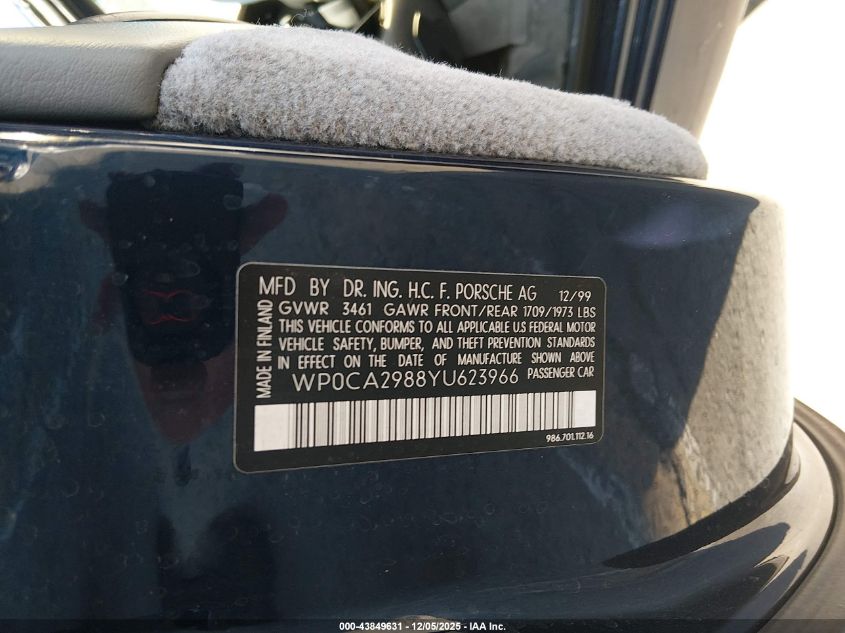 MFD BY DR. ING. H.C. F. PORSCHE AG 12/99
GVWR 3461 GAWR FRONT/REAR 1709/1973 LBS
THIS VEHICLE CONFORMS TO ALL APPLICABLE U.S FEDERAL MOTOR
VEHICLE SAFETY, BUMPER, AND THEFT PREVENTION STANDARDS
IN EFFECT ON THE DATE OF MANUFACTURE SHOWN ABOVE
WP0CA2988YU623966 PASSENGER CAR
MADE IN FINLAND
986.701.112.16
000-43849631 - 12/05/2025 - IAA Inc.